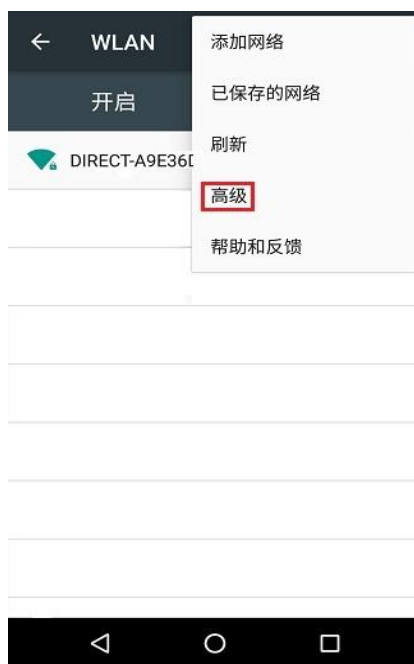 WLAN
添加网络
已保存的网络
开启
刷新
DIRECT-A9E36D
高级
帮助和反馈